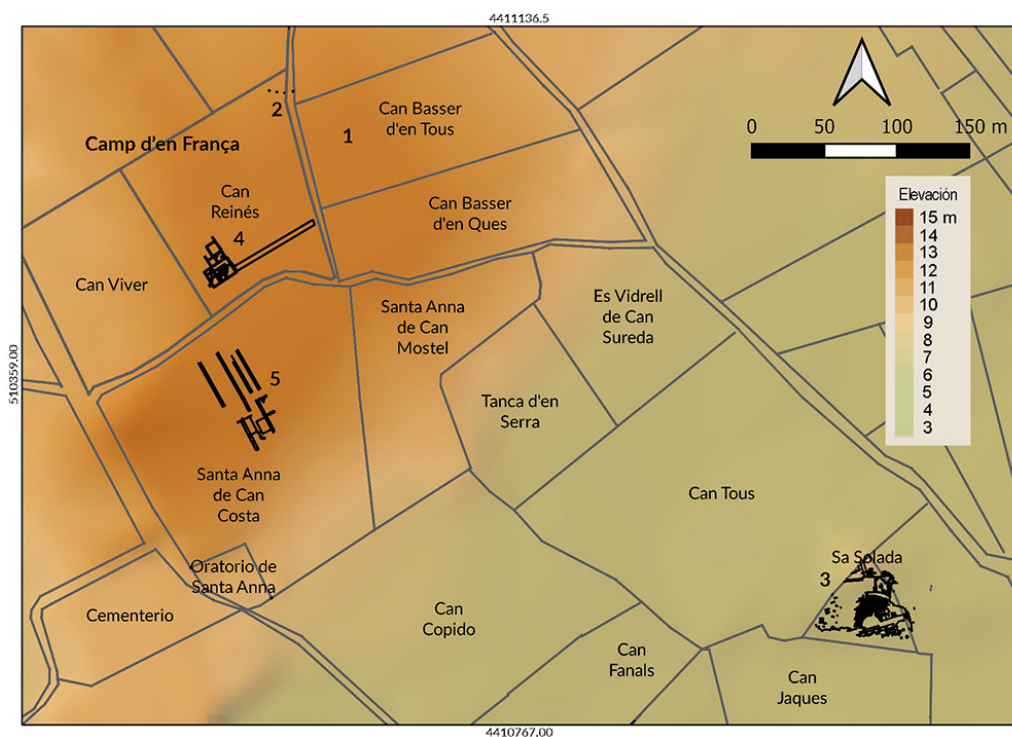 4411136.5
0 50 100 150 m
Elevación
15 m
14
13
12
11
10
9
8
7
6
5
4
3
2
1
Can Basser
d'en Tous
Camp d'en França
Can
Reinés
4
Can Basser
d'en Ques
Can Viver
Santa Anna
de Can
Mostel
Es Vidrell
de Can
Sureda
510359.00
5
Tanca d'en
Serra
Santa Anna
de Can
Costa
Can Tous
Oratorio de
Santa Anna
Sa Solada
3
Cementerio
Can
Copido
Can
Fanals
Can
Jaques
4410767.00